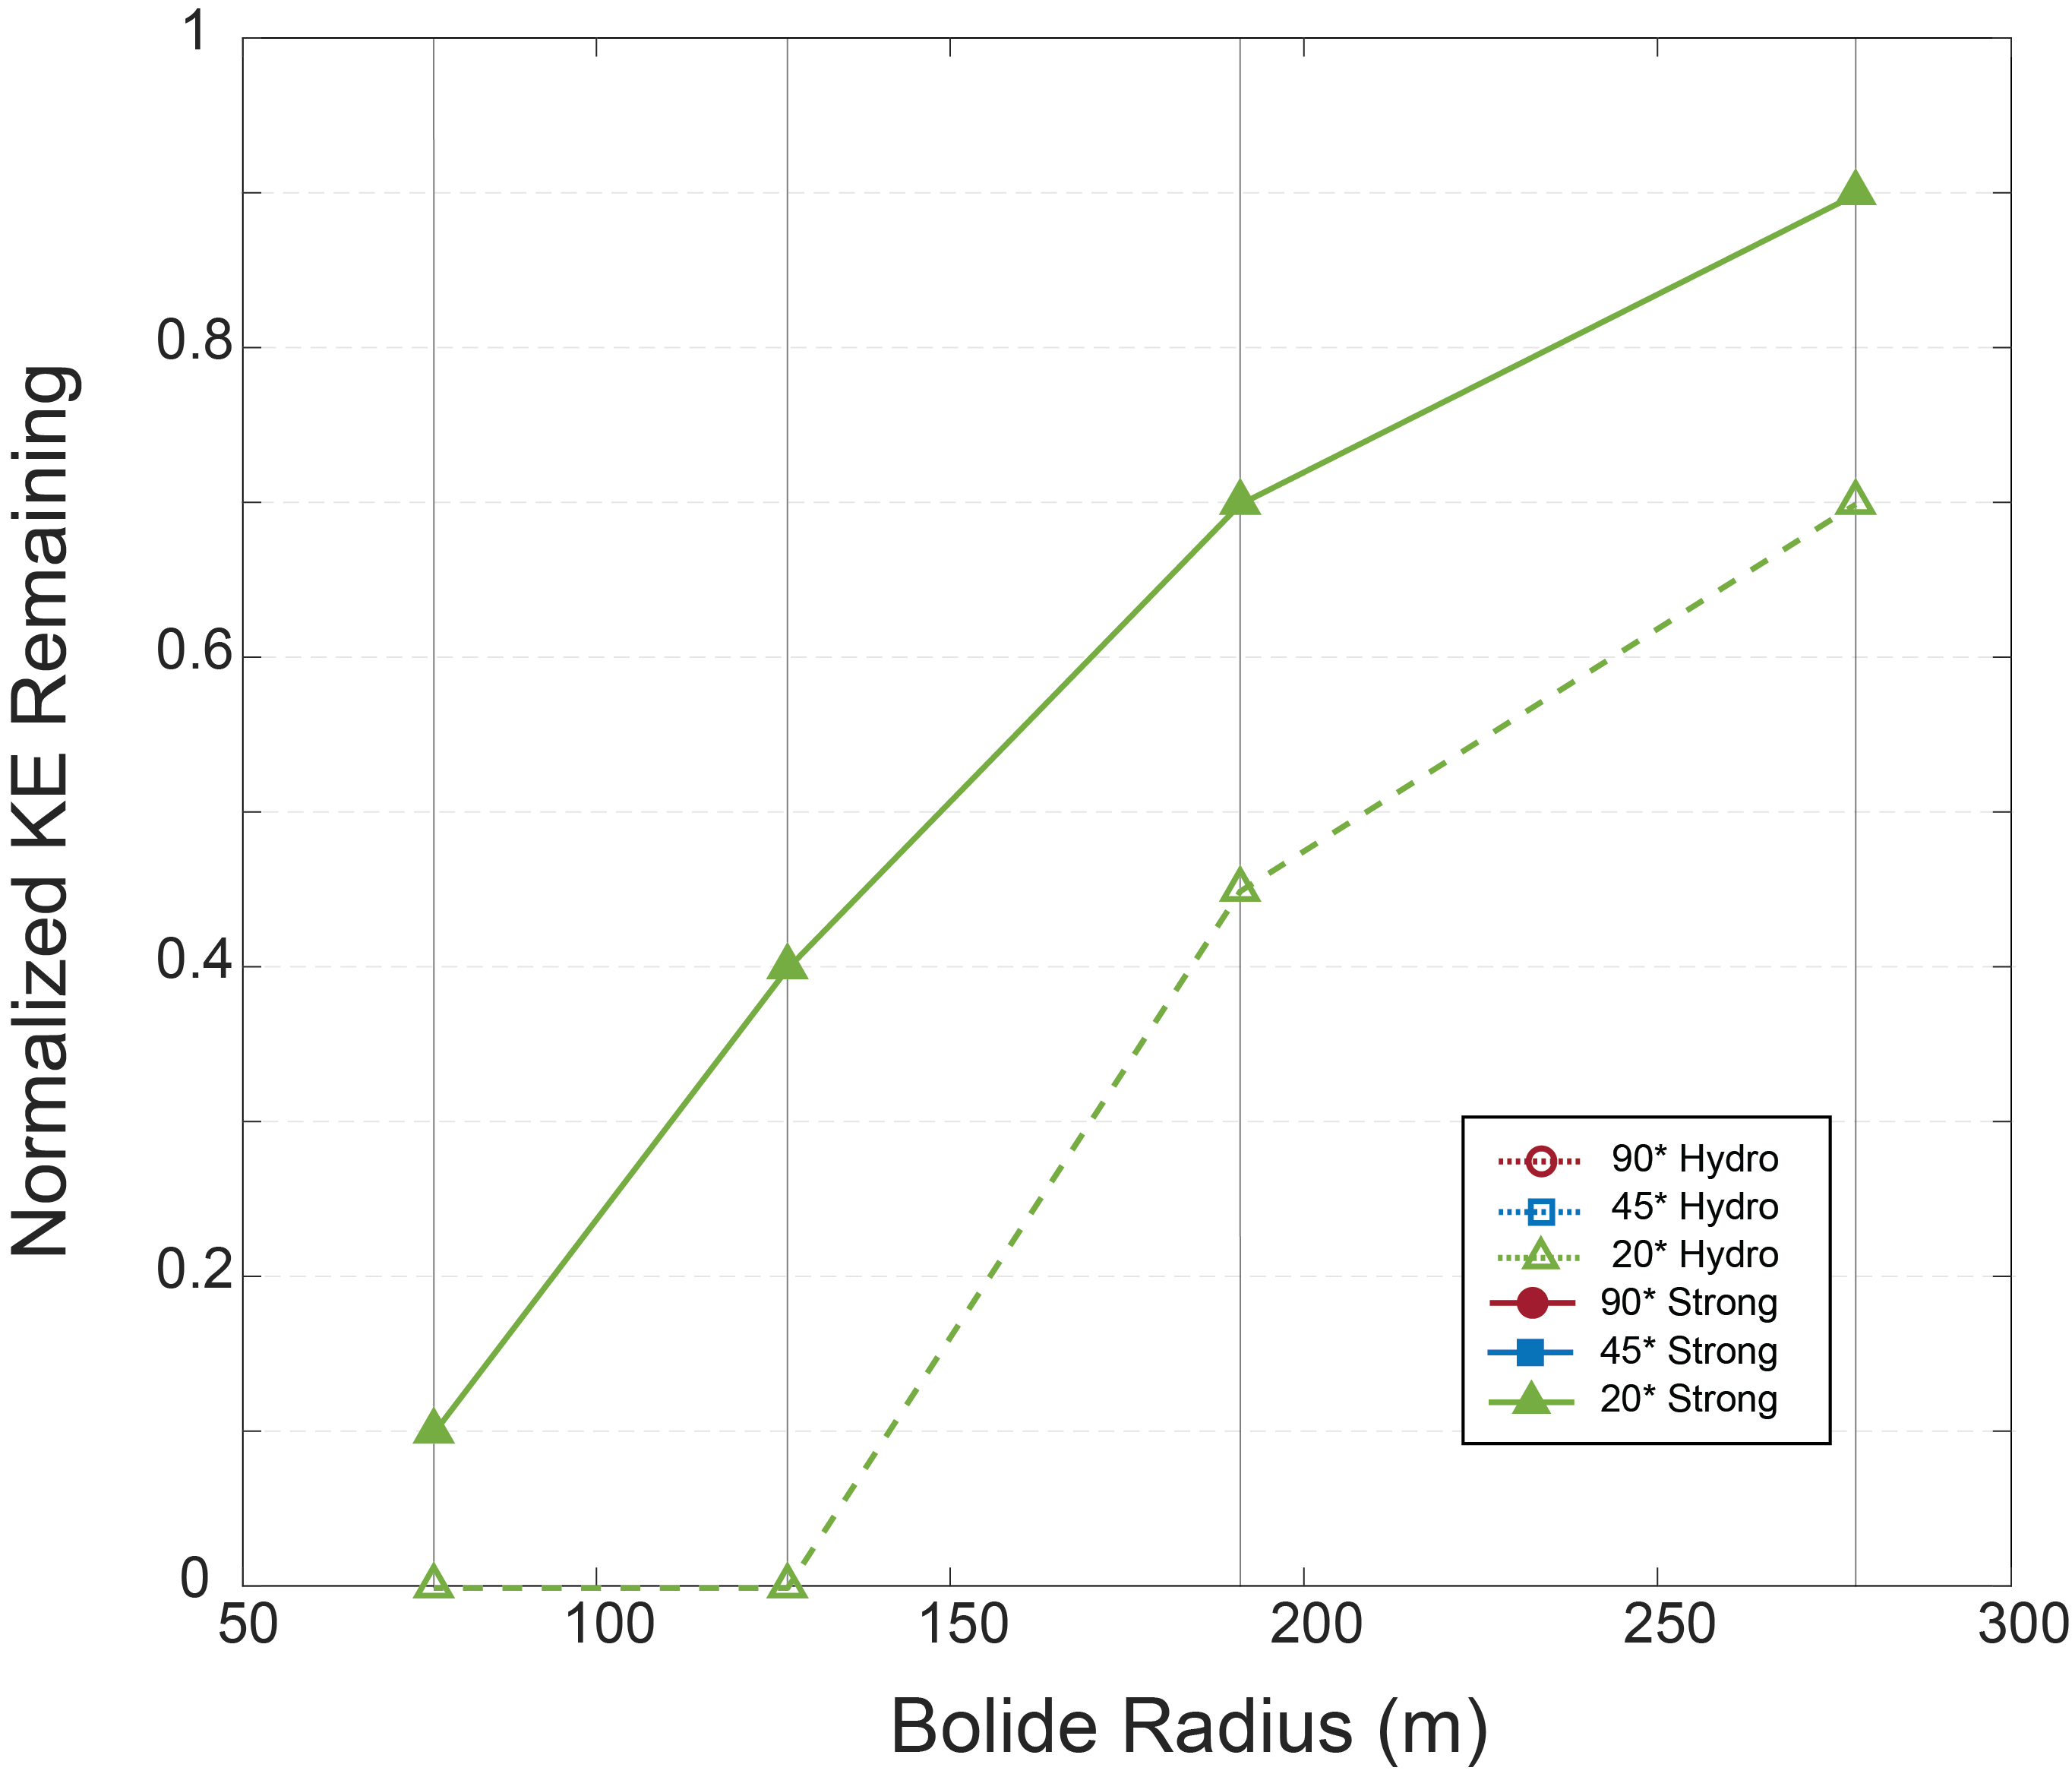 1
0.8
0.6
0.4
0.2
0
50 100 150 200 250 300
Normalized KE Remaining
Bolide Radius (m)
90* Hydro
45* Hydro
20* Hydro
90* Strong
45* Strong
20* Strong